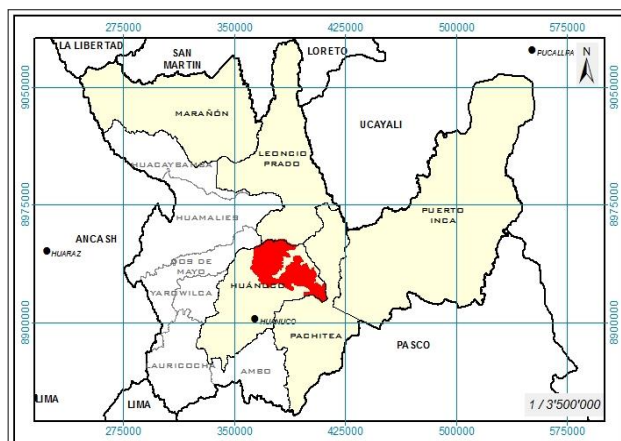 275000 350000 425000 500000 575000
LA LIBERTAD
SAN
MARTIN
LORETO
PUCALLPA
N
9050000
9050000
MARAÑÓN
UCAYALI
LEONCIO
PRADO
HUACAYBAMBA
8975000
8975000
HUAMALIES
PUERTO
INCA
ANCASH
HUARAZ
DOS DE
MAYO
YAROWILCA
HUÁNUCO
HUÁNUCO
8900000
8900000
PACHITEA
PASCO
LAURICOCHA
AMBO
LIMA
LIMA
1 / 3'500'000
275000 350000 425000 500000 575000